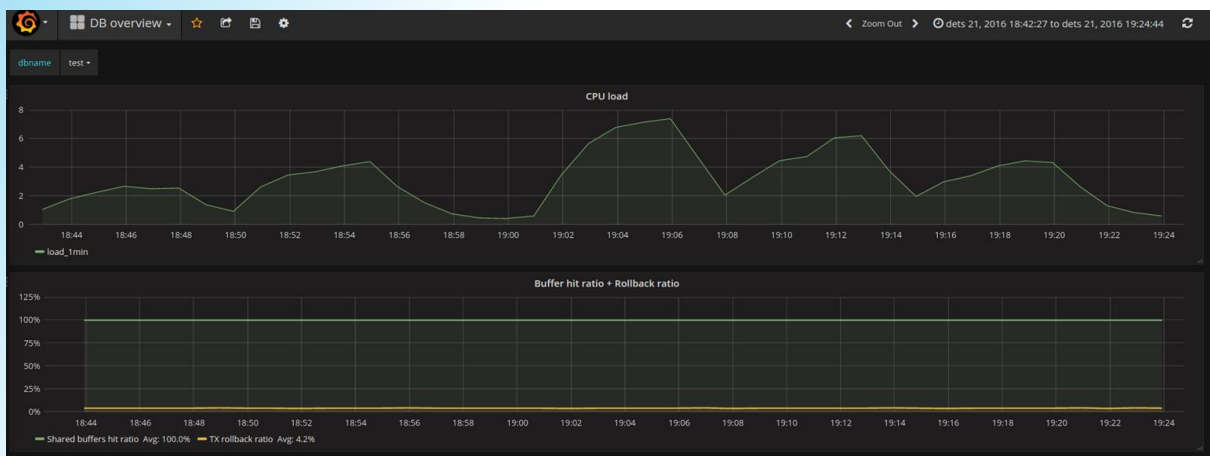 DB overview
Zoom Out dets 21, 2016 18:42:27 to dets 21, 2016 19:24:44
dbname test
CPU load
8
6
4
2
0
18:44 18:46 18:48 18:50 18:52 18:54 18:56 18:58 19:00 19:02 19:04 19:06 19:08 19:10 19:12 19:14 19:16 19:18 19:20 19:22 19:24
load_1min
Buffer hit ratio + Rollback ratio
125%
100%
75%
50%
25%
0%
18:44 18:46 18:48 18:50 18:52 18:54 18:56 18:58 19:00 19:02 19:04 19:06 19:08 19:10 19:12 19:14 19:16 19:18 19:20 19:22 19:24
Shared buffers hit ratio Avg: 100.0% TX rollback ratio Avg: 4.2%